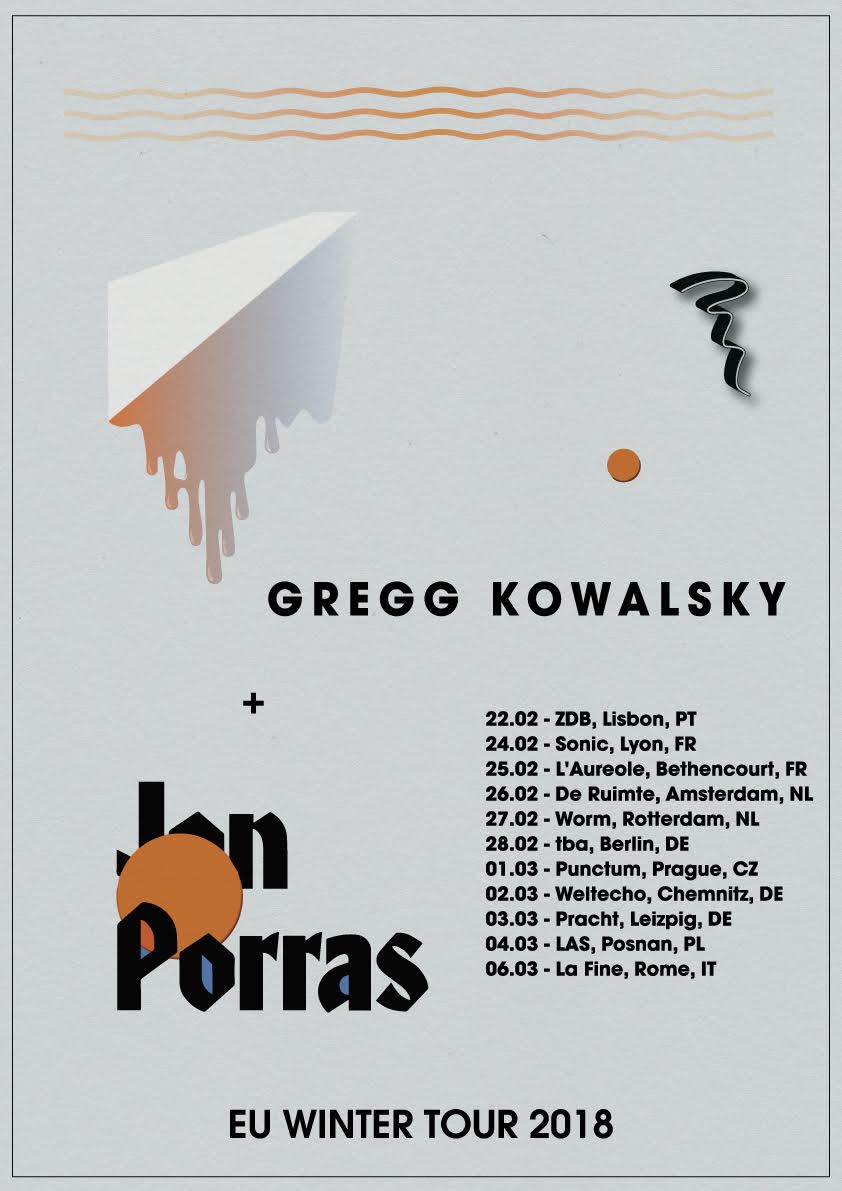 GREGG KOWALSKY
+
Jon
Porras
22.02 - ZDB, Lisbon, PT
24.02 - Sonic, Lyon, FR
25.02 - L'Aureole, Bethencourt, FR
26.02 - De Ruimte, Amsterdam, NL
27.02 - Worm, Rotterdam, NL
28.02 - tba, Berlin, DE
01.03 - Punctum, Prague, CZ
02.03 - Weltecho, Chemnitz, DE
03.03 - Pracht, Leizpig, DE
04.03 - LAS, Posnan, PL
06.03 - La Fine, Rome, IT
EU WINTER TOUR 2018